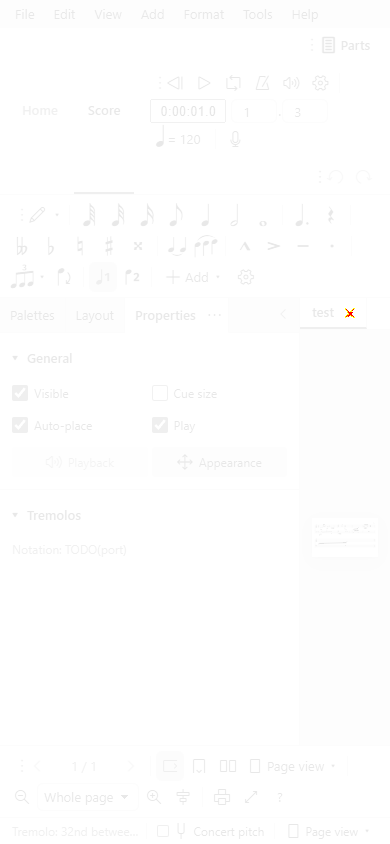 File Edit View Add Format Tools Help
Parts
Home Score 0:00:01.0 1 . 3
= 120
1 2 Add
Palettes Layout Properties ··· test
General
Visible Cue size
Auto-place Play
Playback Appearance
Tremolos
Notation: TODO(port)
1 / 1 Page view
Whole page ?
Tremolo: 32nd betwee... Concert pitch Page view